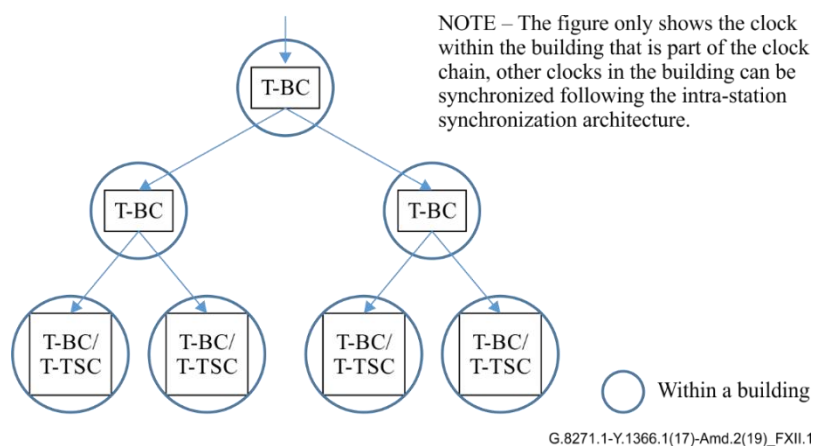 NOTE – The figure only shows the clock
within the building that is part of the clock
chain, other clocks in the building can be
synchronized following the intra-station
synchronization architecture.
T-BC
T-BC
T-BC
T-BC/
T-TSC
T-BC/
T-TSC
T-BC/
T-TSC
T-BC/
T-TSC
Within a building
G.8271.1-Y.1366.1(17)-Amd.2(19)_FXII.1